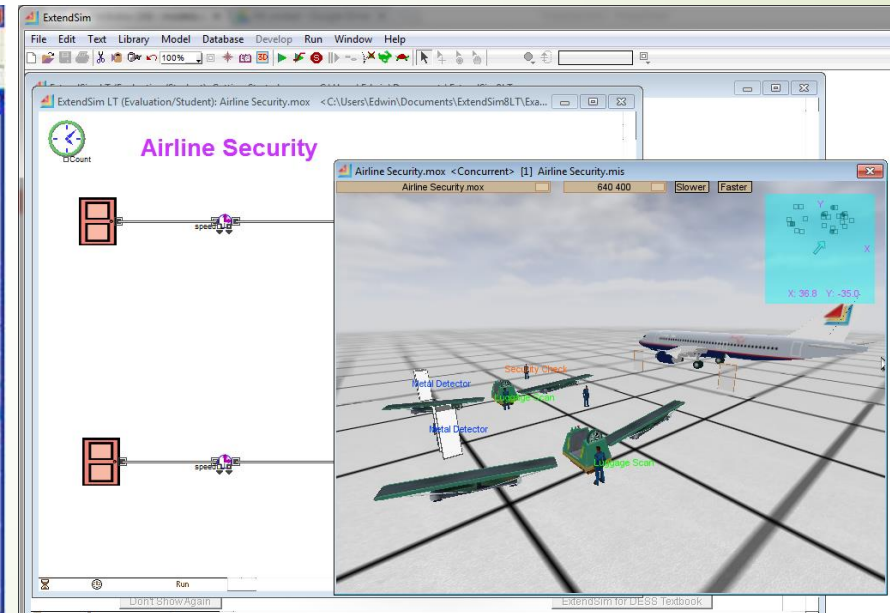 ExtendSim
File Edit Text Library Model Database Develop Run Window Help
100%
3D
ExtendSim LT (Evaluation/Student): Airline Security.mox <C:\Users\Edwin\Documents\ExtendSim8LT\Exa...
Count
Airline Security
Airline Security.mox <Concurrent> [1] Airline Security.mis
Airline Security.mox 640 400 Slower Faster
Y
X
X: 36.8 Y: -35.0
Security Check
Metal Detector
Luggage Scan
Metal Detector
Luggage Scan
Run
Don't Show Again
ExtendSim for DESS Textbook